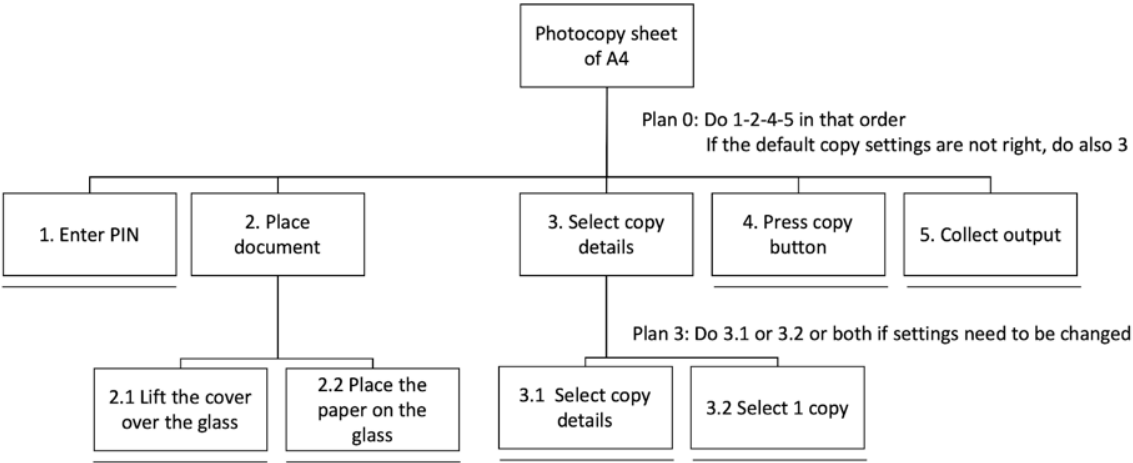 Photocopy sheet
of A4
Plan 0: Do 1-2-4-5 in that order
If the default copy settings are not right, do also 3
1. Enter PIN
2. Place
document
3. Select copy
details
4. Press copy
button
5. Collect output
Plan 3: Do 3.1 or 3.2 or both if settings need to be changed
2.1 Lift the cover
over the glass
2.2 Place the
paper on the
glass
3.1 Select copy
details
3.2 Select 1 copy